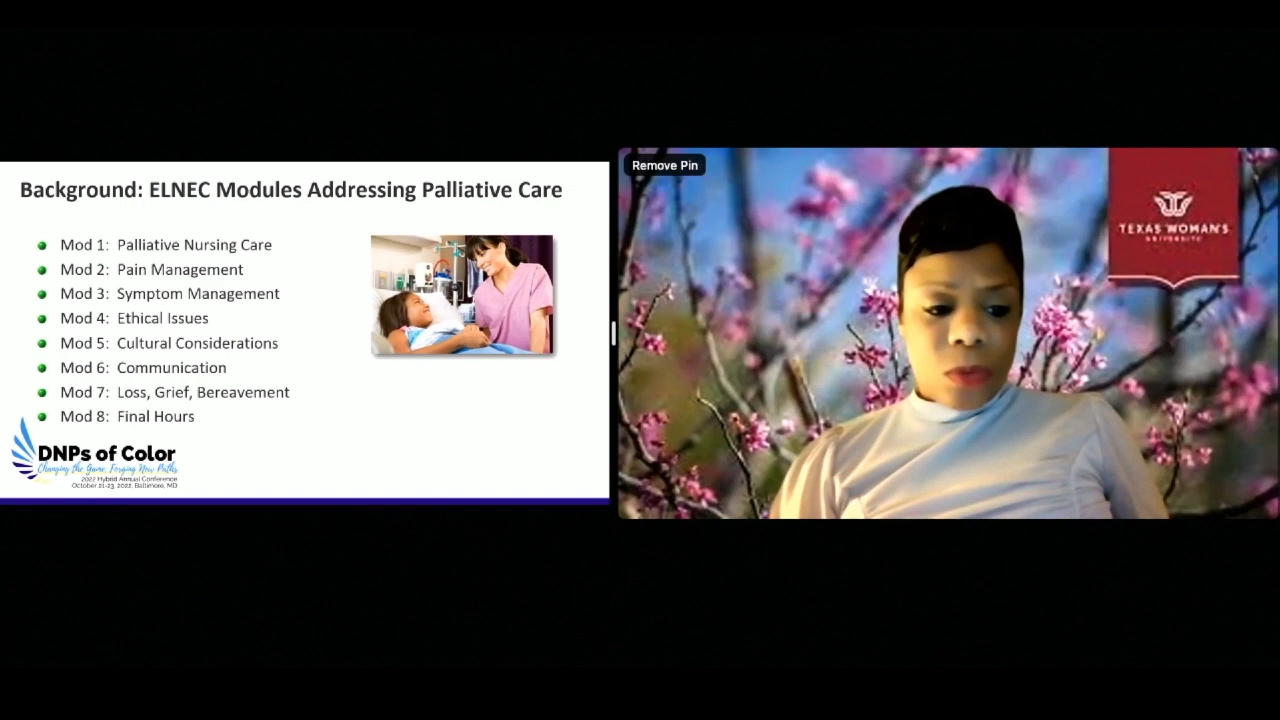 Background: ELNEC Modules Addressing Palliative Care
Mod 1: Palliative Nursing Care
Mod 2: Pain Management
Mod 3: Symptom Management
Mod 4: Ethical Issues
Mod 5: Cultural Considerations
Mod 6: Communication
Mod 7: Loss, Grief, Bereavement
Mod 8: Final Hours
DNPs of Color
Changing the Game, Forging New Paths
2022 Hybrid Annual Conference
October 21-23, 2022, Baltimore, MD
Remove Pin
TEXAS WOMAN'S
UNIVERSITY